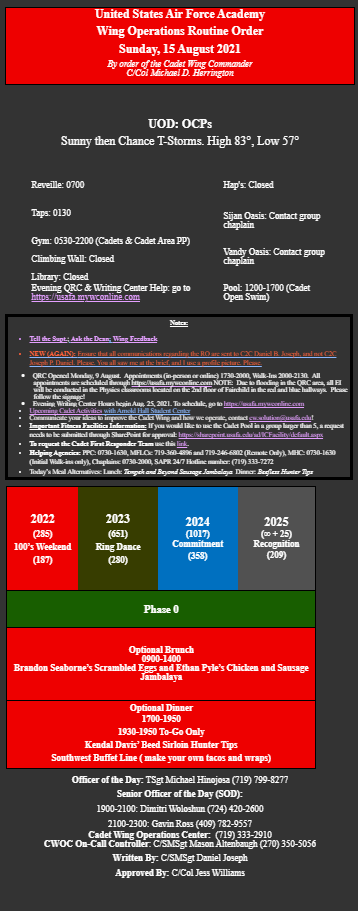 United States Air Force Academy
Wing Operations Routine Order
Sunday, 15 August 2021
By order of the Cadet Wing Commander
C/Col Michael D. Herrington
UOD: OCPs
Sunny then Chance T-Storms. High 83°, Low 57°
Reveille: 0700
Hap's: Closed
Taps: 0130
Sijan Oasis: Contact group
chaplain
Gym: 0530-2200 (Cadets & Cadet Area PP)
Climbing Wall: Closed
Vandy Oasis: Contact group
chaplain
Library: Closed
Evening QRC & Writing Center Help: go to
https://usafa.mywconline.com
Pool: 1200-1700 (Cadet
Open Swim)
Notes:
Tell the Supt.; Ask the Dean; Wing Feedback
NEW (AGAIN): Ensure that all communications regarding the RO are sent to C2C Daniel B. Joseph, and not C2C
Joseph P. Daniel. Please. You all saw me at the brief, and I use a profile picture. Please.
QRC Opened Monday, 9 August. Appointments (in-person or online) 1730-2000, Walk-Ins 2000-2130. All
appointments are scheduled through https://usafa.mywconline.com NOTE: Due to flooding in the QRC area, all EI
will be conducted in the Physics classrooms located on the 2nd floor of Fairchild in the red and blue hallways. Please
follow the signage!
Evening Writing Center Hours begin Aug. 25, 2021. To schedule, go to https://usafa.mywconline.com
Upcoming Cadet Activities with Arnold Hall Student Center
Communicate your ideas to improve the Cadet Wing and how we operate, contact cw.solution@usafa.edu!
Important Fitness Facilities Information: If you would like to use the Cadet Pool in a group larger than 5, a request
needs to be submitted through SharePoint for approval: https://sharepoint.usafa.edu/ad/CFacility/default.aspx
To request the Cadet First Responder Team use this link.
Helping Agencies: PPC: 0730-1630, MFLCs: 719-360-4896 and 719-246-6802 (Remote Only), MHC: 0730-1630
(Initial Walk-ins only), Chaplains: 0730-2000, SAPR 24/7 Hotline number: (719) 333-7272
Today's Meal Alternatives: Lunch: Tempeh and Beyond Sausage Jambalaya Dinner: Beefless Hunter Tips
2022
(285)
100's Weekend
(187)
2023
(651)
Ring Dance
(280)
2024
(1017)
Commitment
(358)
2025
(∞ + 25)
Recognition
(209)
Phase 0
Optional Brunch
0900-1400
Brandon Seaborne's Scrambled Eggs and Ethan Pyle's Chicken and Sausage
Jambalaya
Optional Dinner
1700-1950
1930-1950 To-Go Only
Kendal Davis' Beed Sirloin Hunter Tips
Southwest Buffet Line ( make your own tacos and wraps)
Officer of the Day: TSgt Michael Hinojosa (719) 799-8277
Senior Officer of the Day (SOD):
1900-2100: Dimitri Woloshun (724) 420-2600
2100-2300: Gavin Ross (409) 782-9557
Cadet Wing Operations Center: (719) 333-2910
CWOC On-Call Controller: C/SMSgt Mason Altenbaugh (270) 350-5056
Written By: C/SMSgt Daniel Joseph
Approved By: C/Col Jess Williams